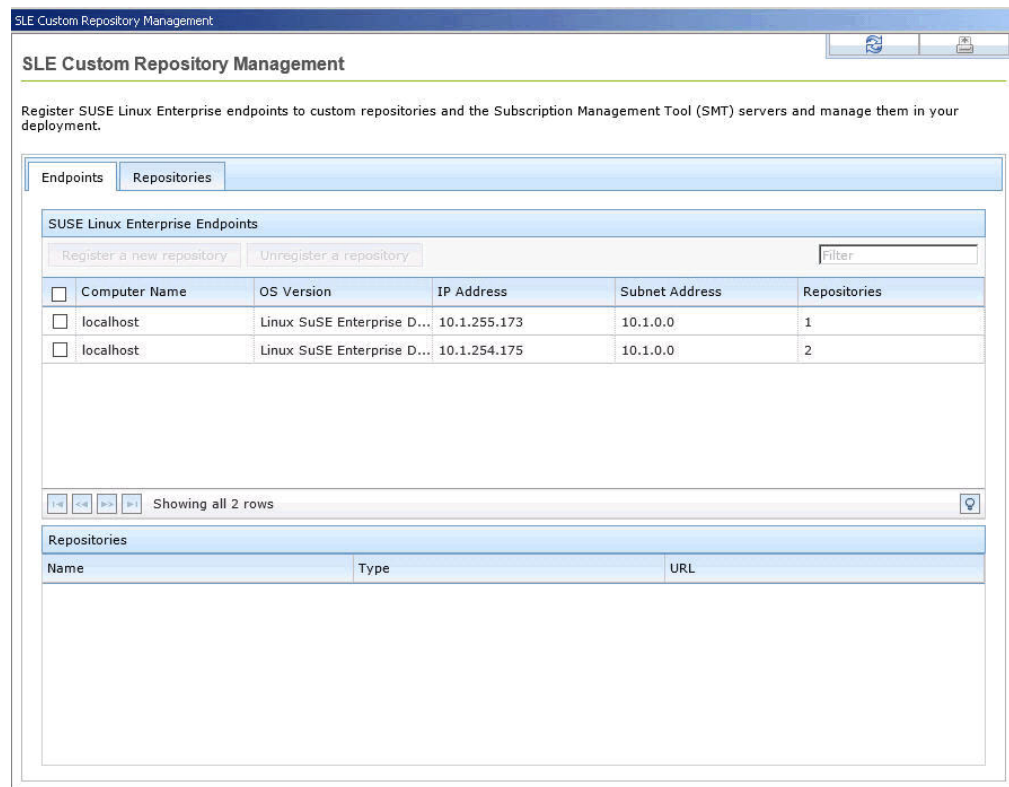 SLE Custom Repository Management
SLE Custom Repository Management
Register SUSE Linux Enterprise endpoints to custom repositories and the Subscription Management Tool (SMT) servers and manage them in your
deployment.
Endpoints Repositories
SUSE Linux Enterprise Endpoints
Register a new repository Unregister a repository Filter
Computer Name OS Version IP Address Subnet Address Repositories
localhost Linux SuSE Enterprise D... 10.1.255.173 10.1.0.0 1
localhost Linux SuSE Enterprise D... 10.1.254.175 10.1.0.0 2
Showing all 2 rows
Repositories
Name Type URL